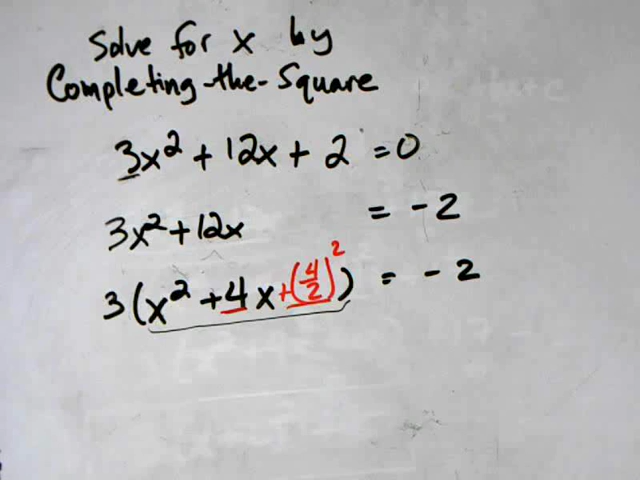 Solve for x by
Completing-the-Square
3x² + 12x + 2 = 0
3x² + 12x = -2
3(x² + 4x + (4/2)²) = -2